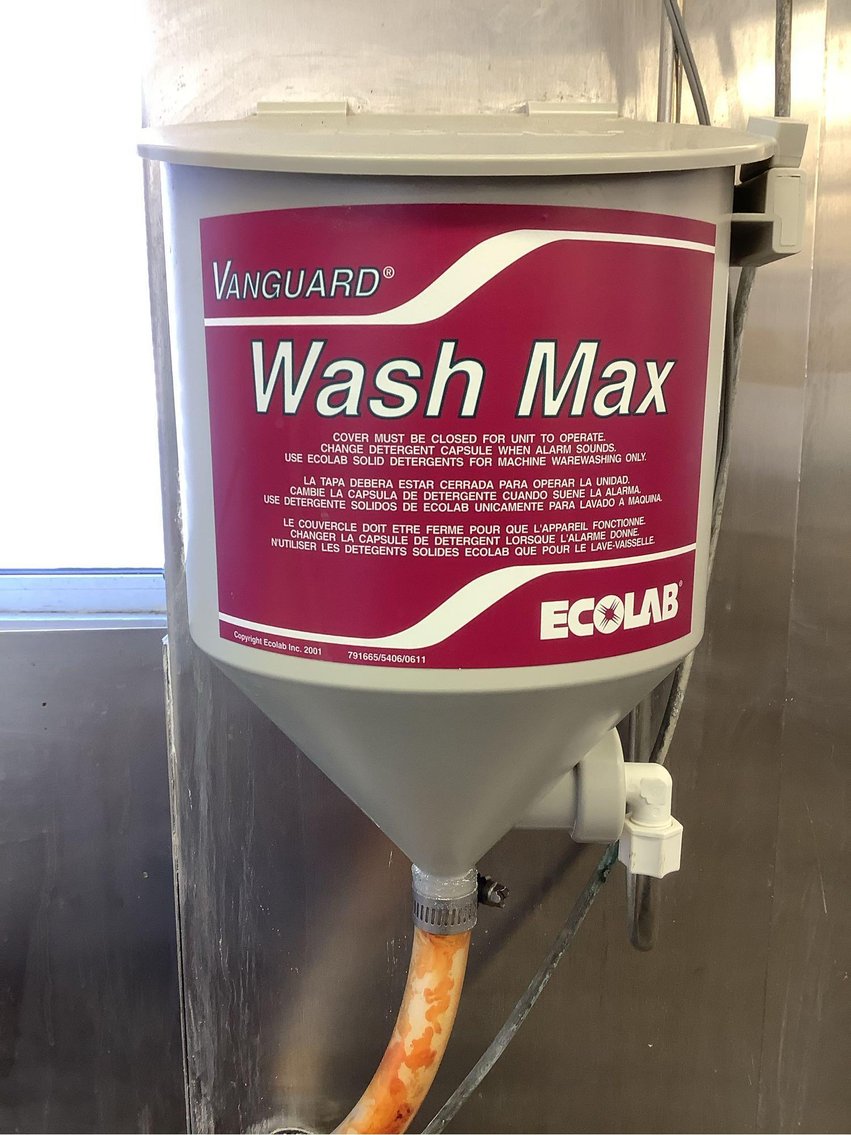 VANGUARD®
Wash Max
COVER MUST BE CLOSED FOR UNIT TO OPERATE.
CHANGE DETERGENT CAPSULE WHEN ALARM SOUNDS.
USE ECOLAB SOLID DETERGENTS FOR MACHINE WAREWASHING ONLY.
LA TAPA DEBERA ESTAR CERRADA PARA OPERAR LA UNIDAD.
CAMBIE LA CAPSULA DE DETERGENTE CUANDO SUENE LA ALARMA.
USE DETERGENTE SOLIDOS DE ECOLAB UNICAMENTE PARA LAVADO A MAQUINA.
LE COUVERCLE DOIT ETRE FERME POUR QUE L'APPAREIL FONCTIONNE.
CHANGER LA CAPSULE DE DETERGENT LORSQUE L'ALARME DONNE.
N'UTILISER LES DETEGENTS SOLIDES ECOLAB QUE POUR LE LAVE-VAISSELLE.
ECOLAB®
Copyright Ecolab Inc. 2001 791665/5406/0611